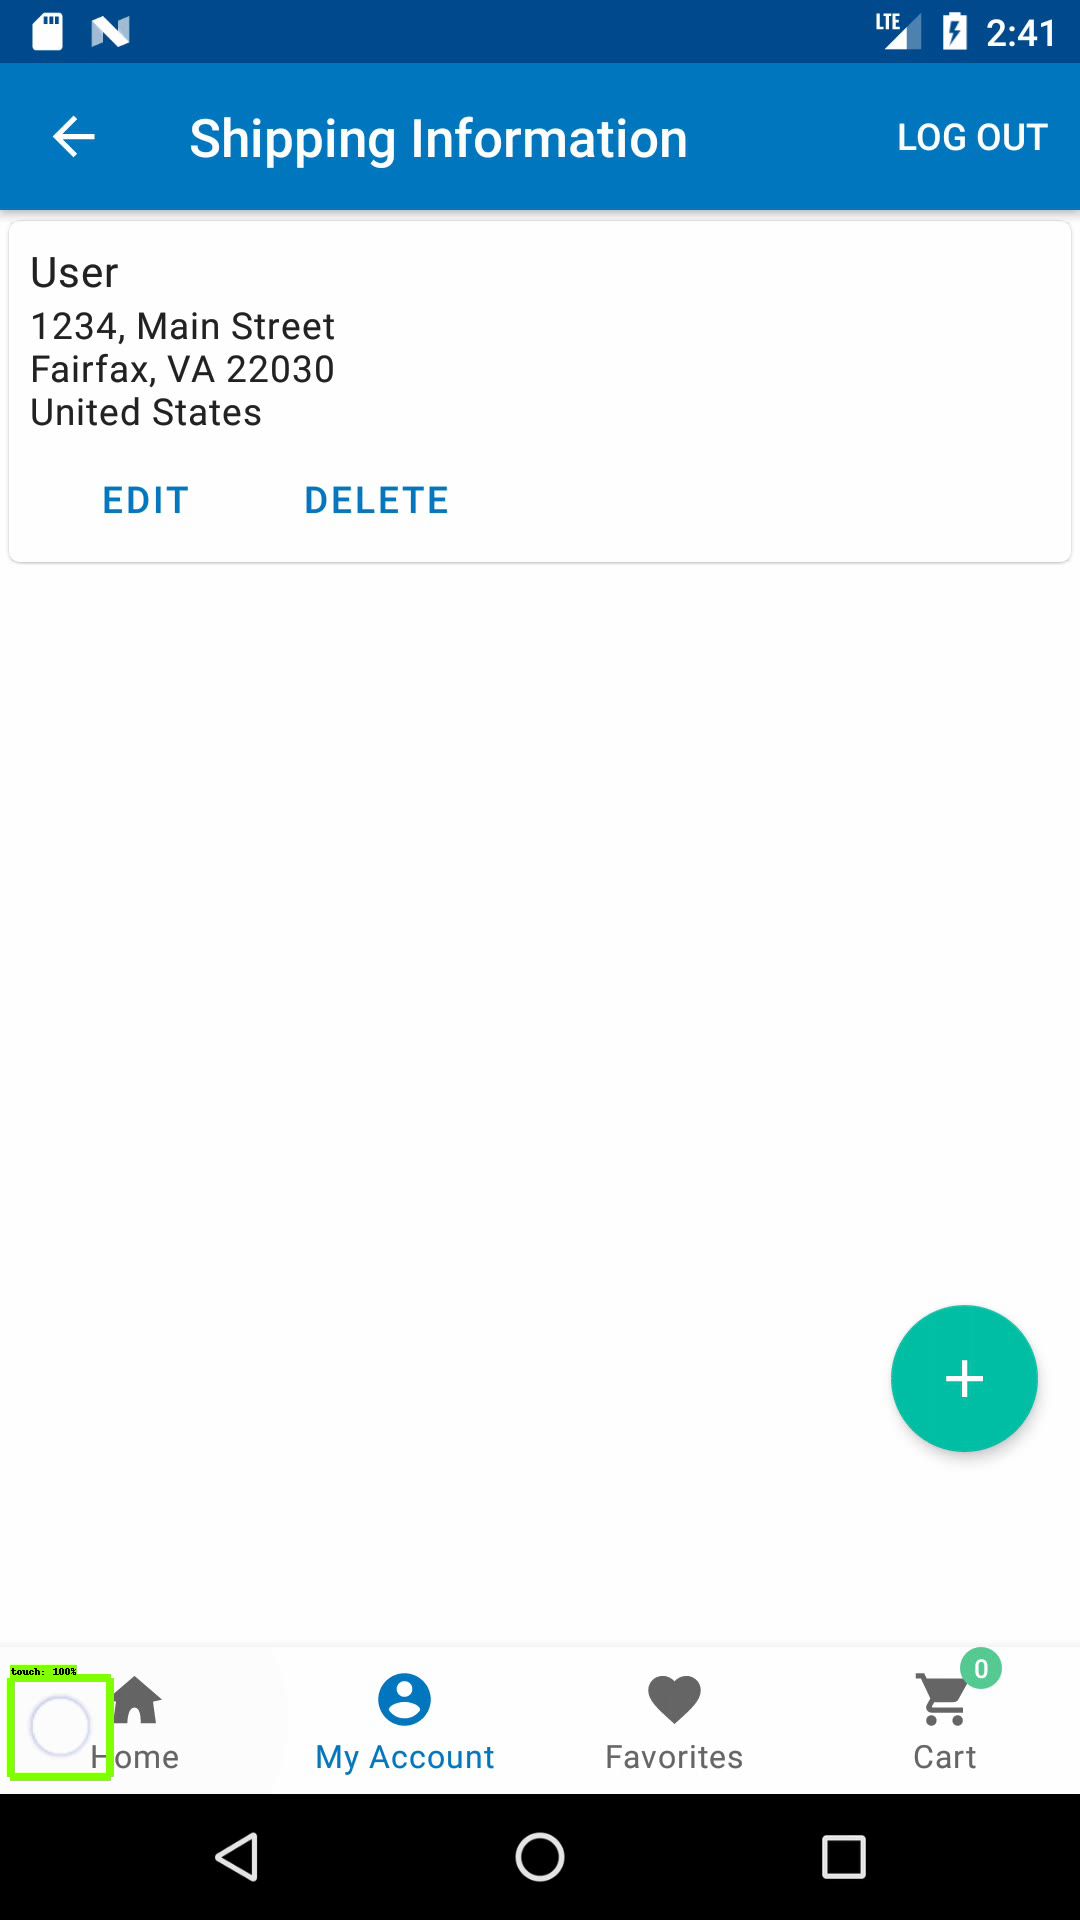 LTE 2:41
Shipping Information LOG OUT
User
1234, Main Street
Fairfax, VA 22030
United States
EDIT DELETE
0
touch: 100%
Home My Account Favorites Cart